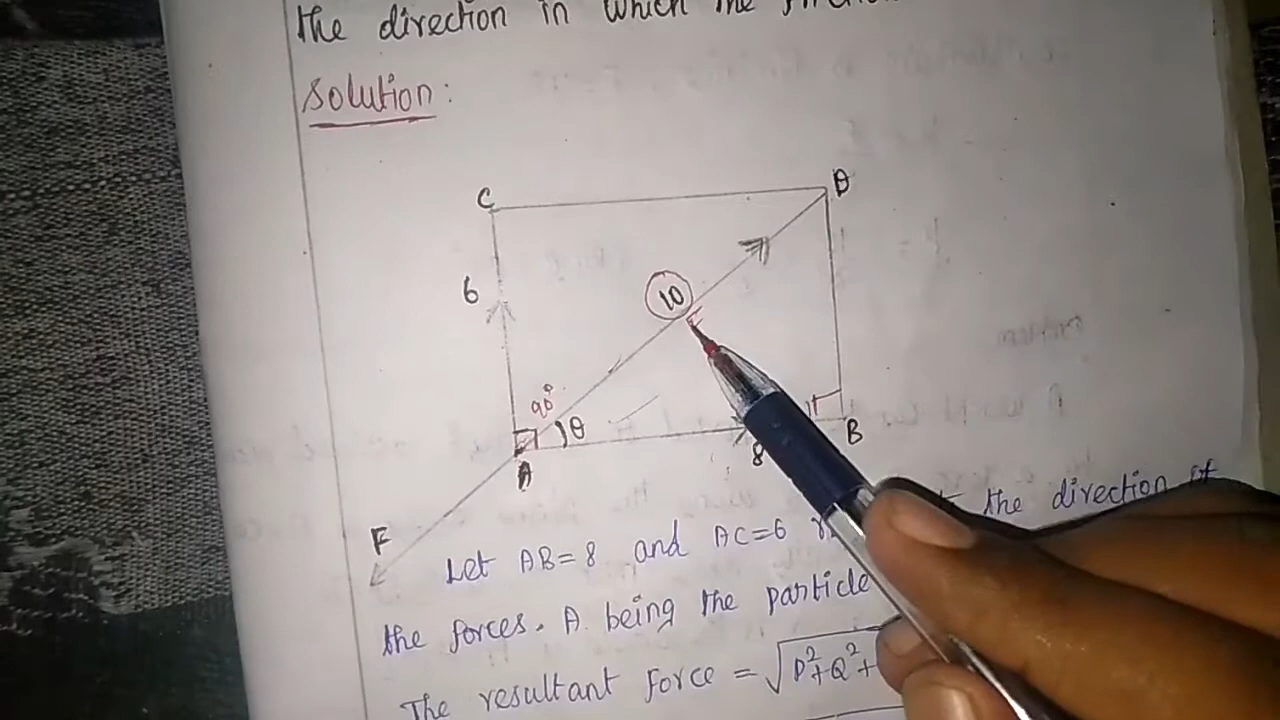 the direction in which the
Solution:
C
D
6
10
90°
θ
A
8
B
F
Let AB=8 and AC=6 the direction of
the forces. A being the particle
The resultant force = √P²+Q²+